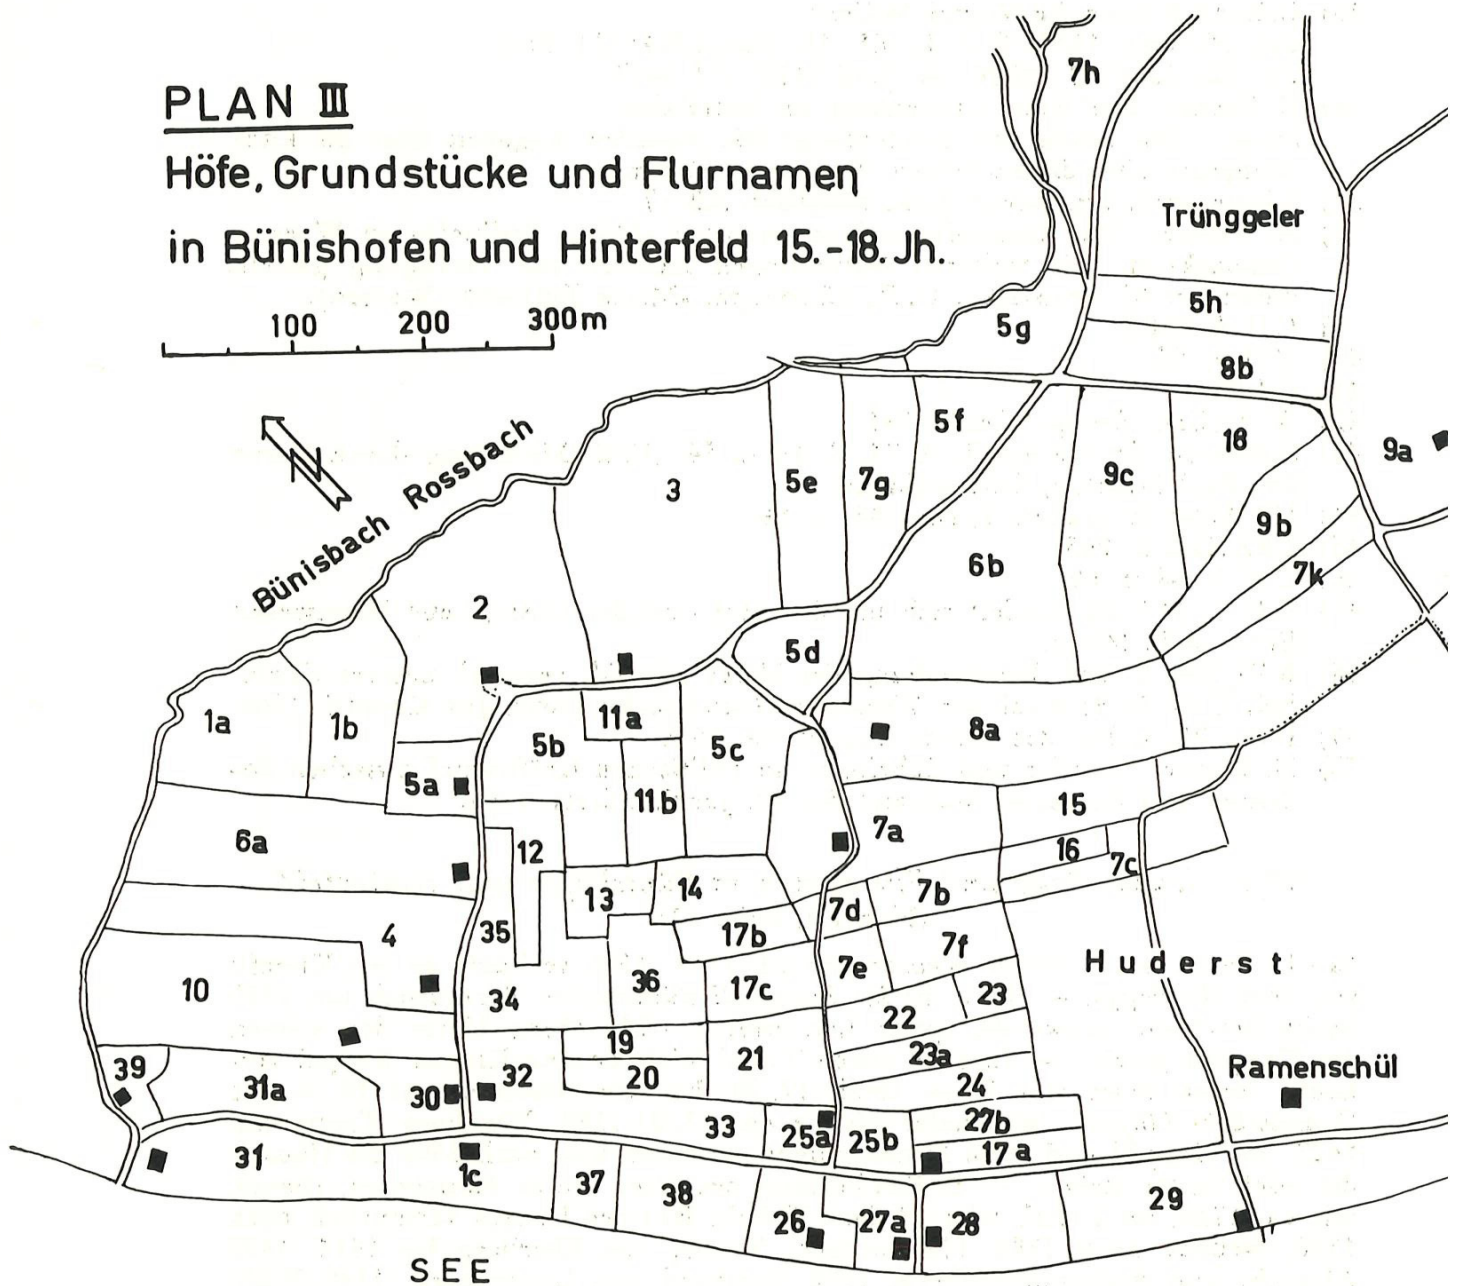 PLAN III
Höfe, Grundstücke und Flurnamen
in Bünishofen und Hinterfeld 15.-18. Jh.
100 200 300m
N
7h
Trünggeler
5h
5g
8b
Bünisbach Rossbach
5f
18
9a
3
5e
7g
9c
9b
6b
7k
2
5d
1a
1b
11a
5b
5c
8a
5a
11b
15
7a
6a
12
16
7c
13
14
7b
7d
4
35
17b
7f
Huderst
10
34
36
17c
7e
23
22
19
21
23a
39
31a
30
32
20
24
Ramenschül
33
25a
25b
27b
17a
31
1c
37
38
26
27a
28
29
SEE